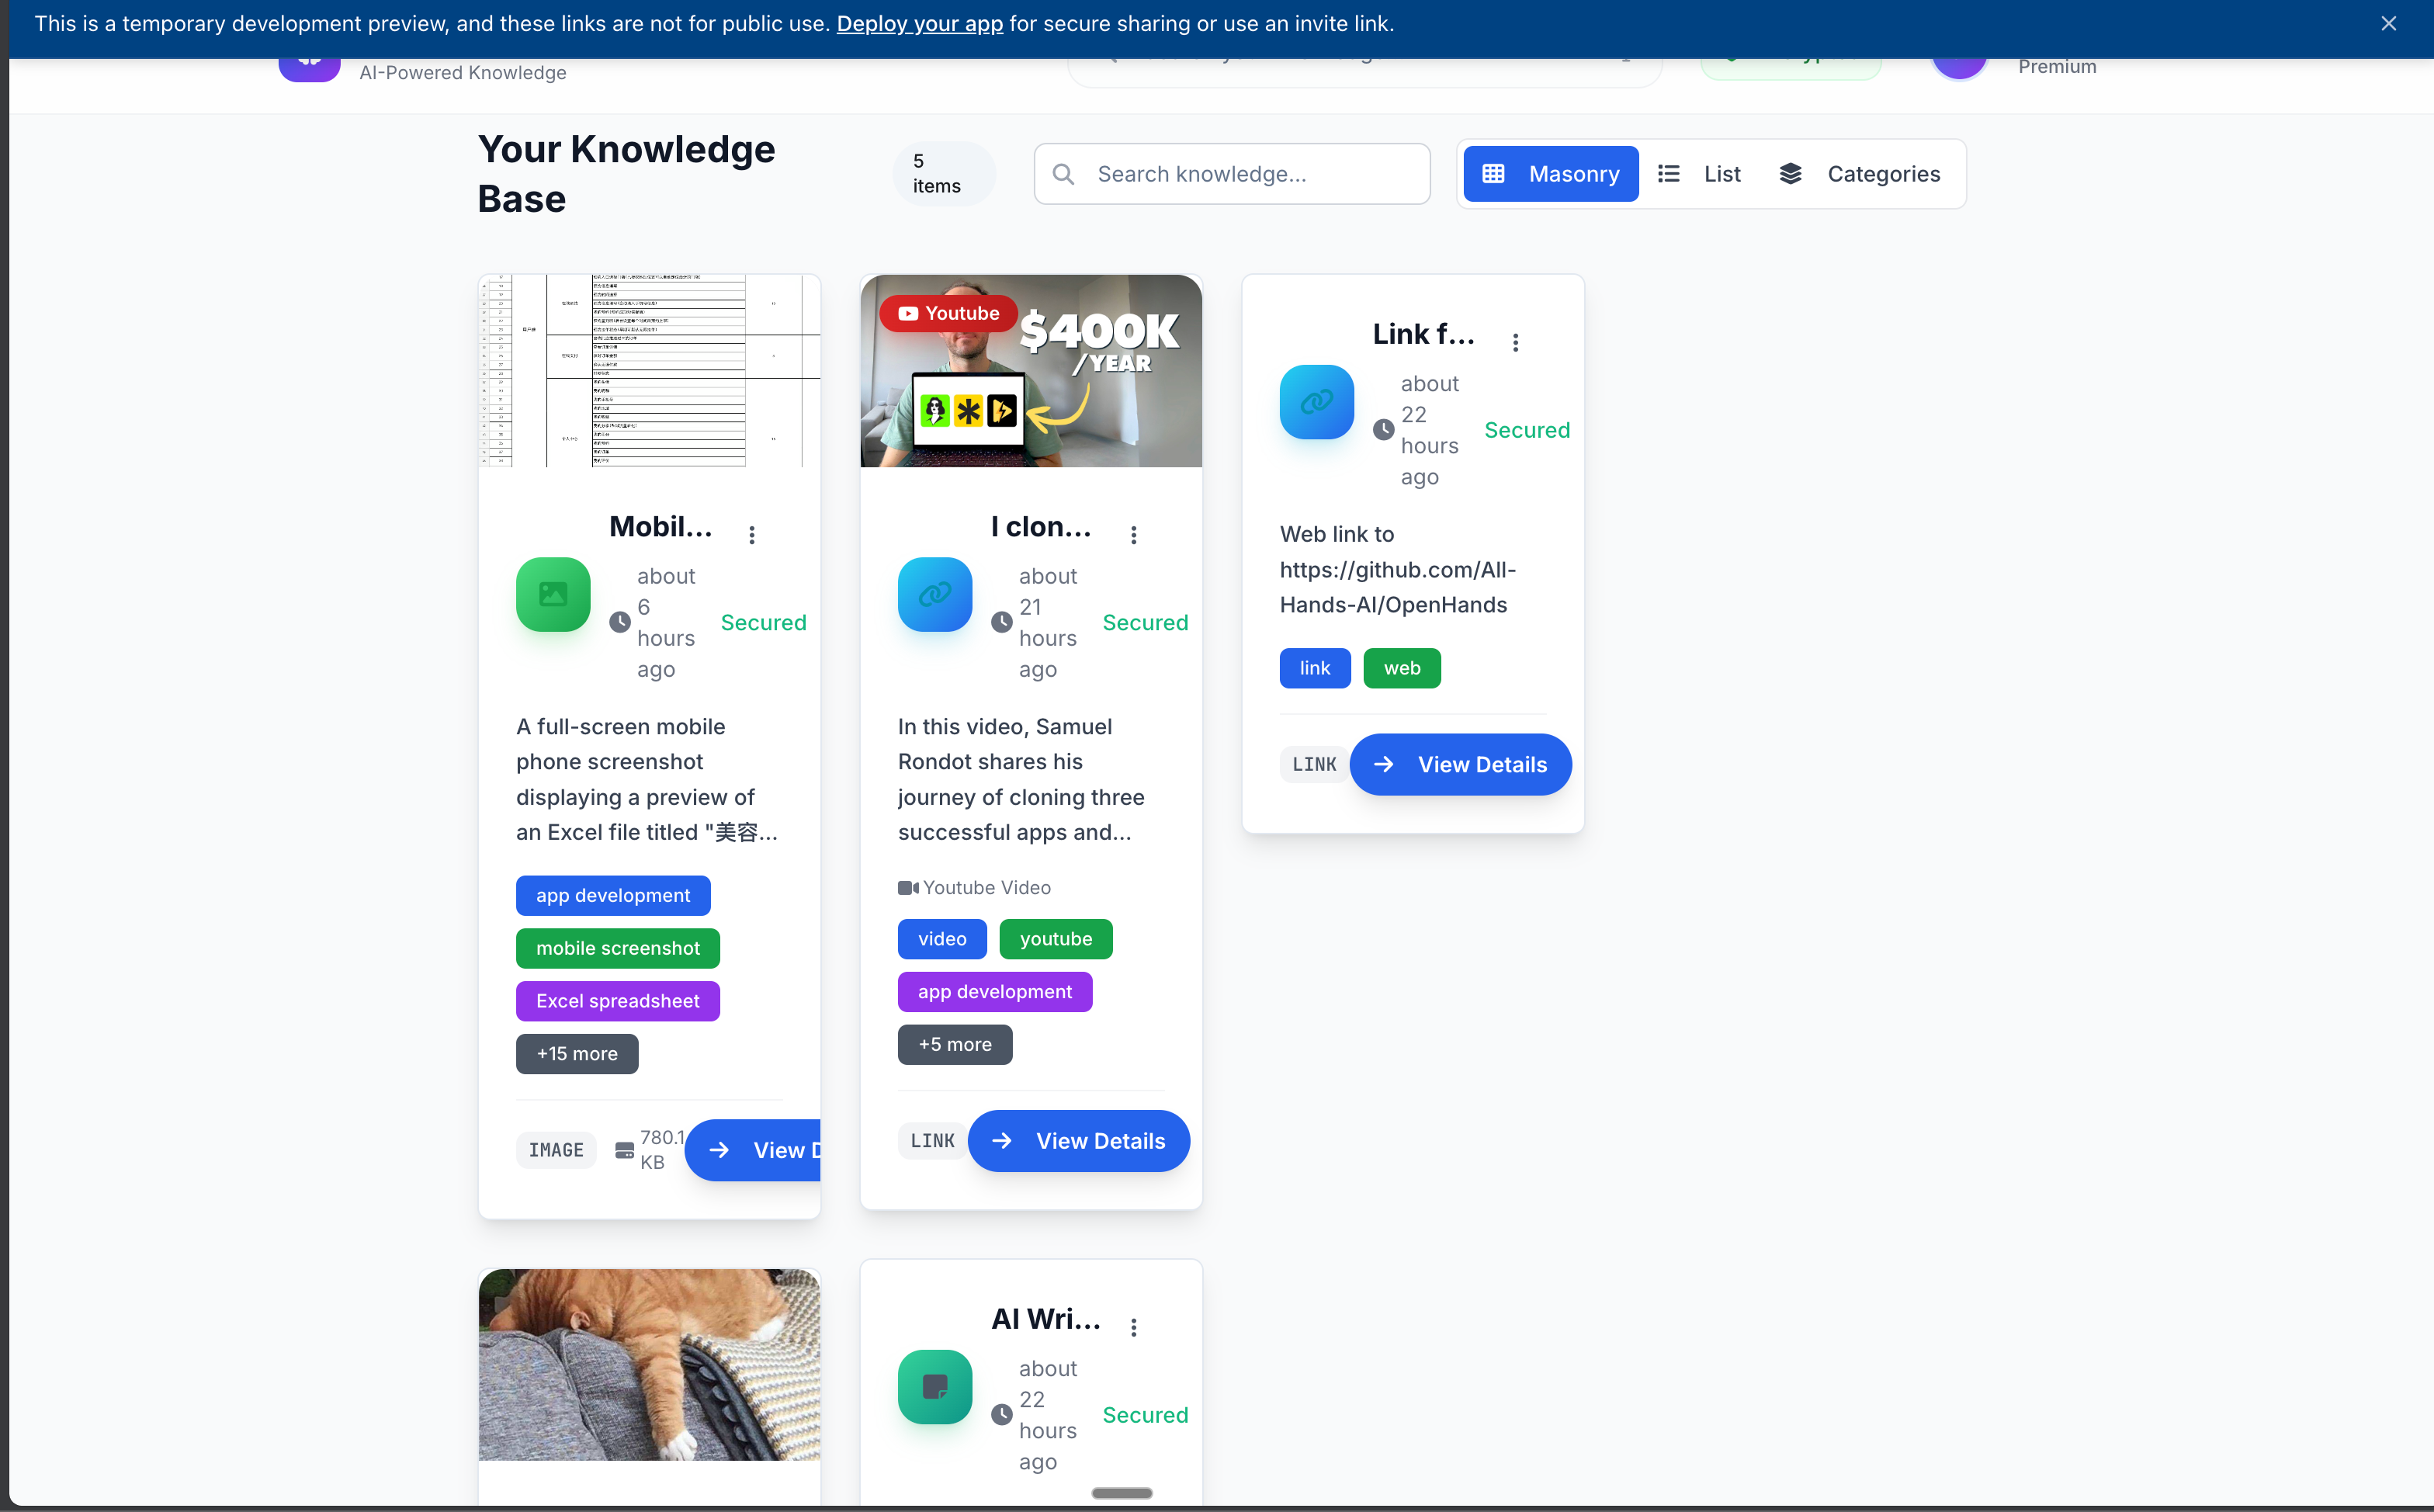 This is a temporary development preview, and these links are not for public use. Deploy your app for secure sharing or use an invite link.
AI-Powered Knowledge
Premium
Your Knowledge
Base
5
items
Search knowledge...
Masonry
List
Categories
Mobil...
about
6
hours
ago
Secured
A full-screen mobile
phone screenshot
displaying a preview of
an Excel file titled "美容...
app development
mobile screenshot
Excel spreadsheet
+15 more
IMAGE
780.1
KB
View D
Youtube
$400K
/YEAR
I clon...
about
21
hours
ago
Secured
In this video, Samuel
Rondot shares his
journey of cloning three
successful apps and...
Youtube Video
video
youtube
app development
+5 more
LINK
View Details
Link f...
about
22
hours
ago
Secured
Web link to
https://github.com/All-
Hands-AI/OpenHands
link
web
LINK
View Details
AI Wri...
about
22
hours
ago
Secured